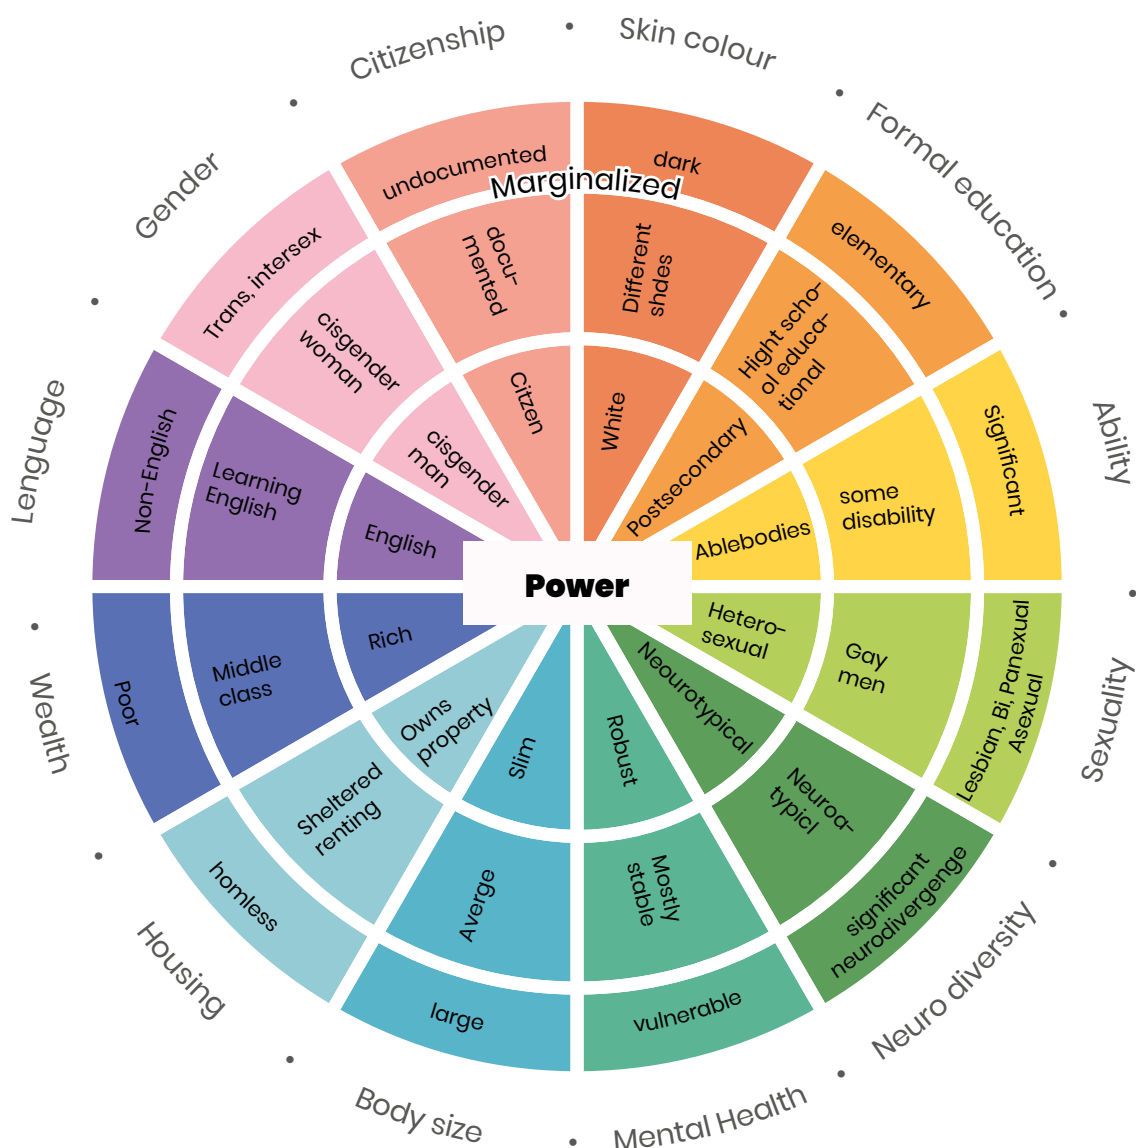 Citizenship
Skin colour
Formal education
Ability
Sexuality
Neuro diversity
Mental Health
Body size
Housing
Wealth
Lenguage
Gender
Marginalized
Power
undocumented
docu-
mented
Citzen
dark
Different
shdes
White
elementary
Hight scho-
ol educa-
tional
Postsecondary
significant
some
disability
Ablebodies
Lesbian, Bi, Panexual
Asexual
Gay
men
Hetero-
sexual
significant
neurodivergenge
Neuroa-
typicl
Neourotypical
vulnerable
Mostly
stable
Robust
large
Averge
Slim
homless
Sheltered
renting
Owns
property
Poor
Middle
class
Rich
Non-English
Learning
English
English
Trans, intersex
cisgender
woman
cisgender
man